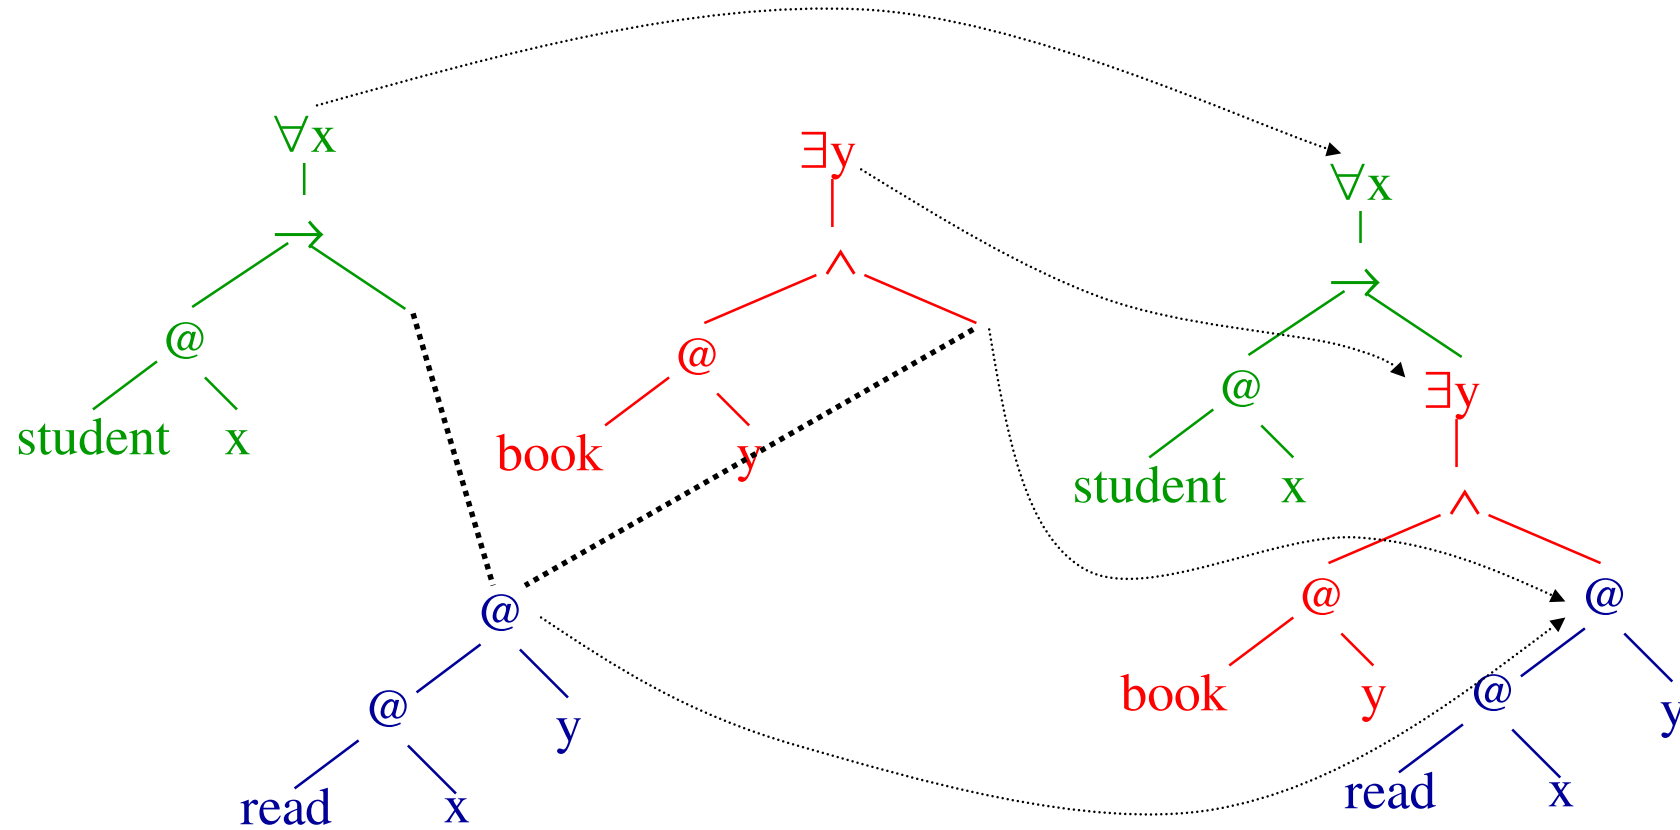 ∀x
→
@
student x
∃y
∧
@
book y
@
@ y
read x
∀x
→
@
student x
∃y
∧
@ @
book y @ y
read x